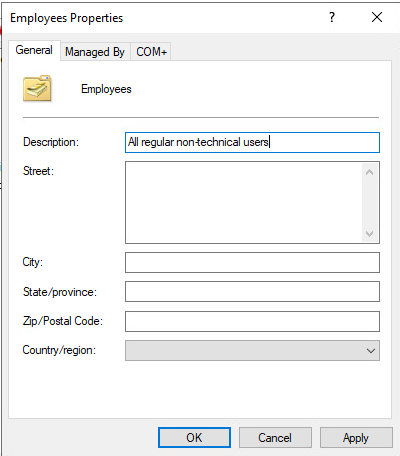 Employees Properties
General
Managed By
COM+
Employees
Description:
All regular non-technical users
Street:
City:
State/province:
Zip/Postal Code:
Country/region:
OK
Cancel
Apply